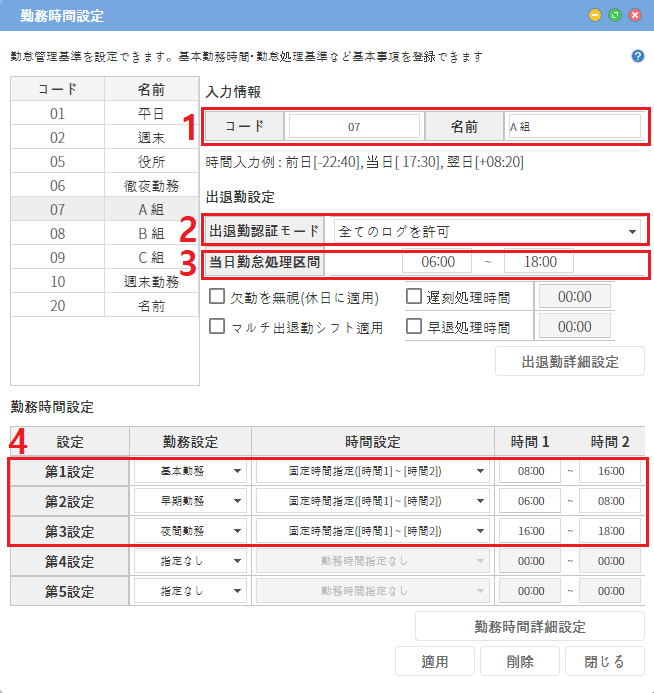 勤務時間設定
勤怠管理基準を設定できます。基本勤務時間・勤怠処理基準など基本事項を登録できます ?
コード 名前
01 平日
02 週末
05 役所
06 徹夜勤務
07 A 組
08 B 組
09 C 組
10 週末勤務
20 名前
入力情報
1 コード 07 名前 A 組
時間入力例 : 前日[-22:40], 当日[ 17:30], 翌日[+08:20]
出退勤設定
2 出退勤認証モード 全てのログを許可
3 当日勤怠処理区間 06:00 ~ 18:00
欠勤を無視(休日に適用) 遅刻処理時間 00:00
マルチ出退勤シフト適用 早退処理時間 00:00
出退勤詳細設定
勤務時間設定
4 設定 勤務設定 時間設定 時間 1 時間 2
第1設定 基本勤務 固定時間指定([時間1] ~ [時間2]) 08:00 ~ 16:00
第2設定 早期勤務 固定時間指定([時間1] ~ [時間2]) 06:00 ~ 08:00
第3設定 夜間勤務 固定時間指定([時間1] ~ [時間2]) 16:00 ~ 18:00
第4設定 指定なし 勤務時間指定なし 00:00 ~ 00:00
第5設定 指定なし 勤務時間指定なし 00:00 ~ 00:00
勤務時間詳細設定
適用 削除 閉じる